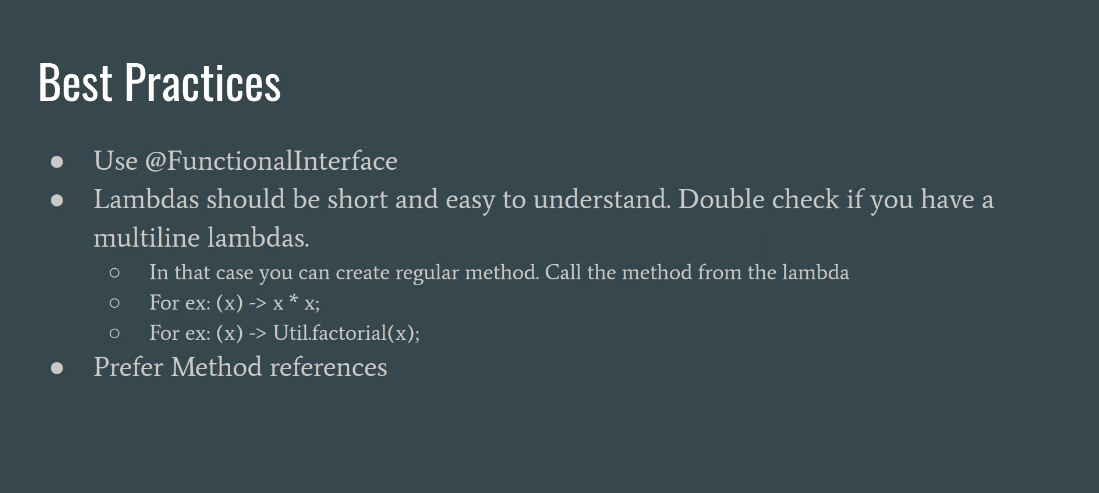 Best Practices
● Use @FunctionalInterface
● Lambdas should be short and easy to understand. Double check if you have a
multiline lambdas.
○ In that case you can create regular method. Call the method from the lambda
○ For ex: (x) -> x * x;
○ For ex: (x) -> Util.factorial(x);
● Prefer Method references